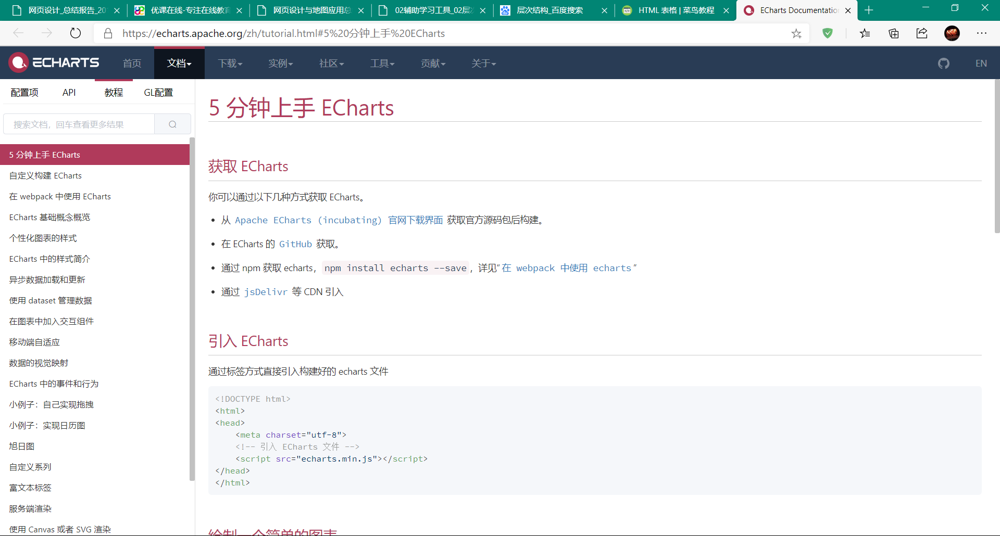 网页设计_总结报告_20
优课在线-专注在线教育
网页设计与地图应用总
02辅助学习工具_02层次
层次结构_百度搜索
HTML 表格 | 菜鸟教程
ECharts Documentation
https://echarts.apache.org/zh/tutorial.html#5%20分钟上手%20ECharts
ECHARTS
首页
文档
下载
实例
社区
工具
贡献
关于
EN
配置项
API
教程
GL配置
搜索文档，回车查看更多结果
5 分钟上手 ECharts
自定义构建 ECharts
在 webpack 中使用 ECharts
ECharts 基础概念概览
个性化图表的样式
ECharts 中的样式简介
异步数据加载和更新
使用 dataset 管理数据
在图表中加入交互组件
移动端自适应
数据的视觉映射
ECharts 中的事件和行为
小例子：自己实现拖拽
小例子：实现日历图
旭日图
自定义系列
富文本标签
服务端渲染
使用 Canvas 或者 SVG 渲染
5 分钟上手 ECharts
获取 ECharts
你可以通过以下几种方式获取 ECharts。
• 从 Apache ECharts (incubating) 官网下载界面 获取官方源码包后构建。
• 在 ECharts 的 GitHub 获取。
• 通过 npm 获取 echarts，npm install echarts --save，详见“在 webpack 中使用 echarts”
• 通过 jsDelivr 等 CDN 引入
引入 ECharts
通过标签方式直接引入构建好的 echarts 文件
<!DOCTYPE html>
<html>
<head>
    <meta charset="utf-8">
    <!-- 引入 ECharts 文件 -->
    <script src="echarts.min.js"></script>
</head>
</html>
绘制一个简单的图表